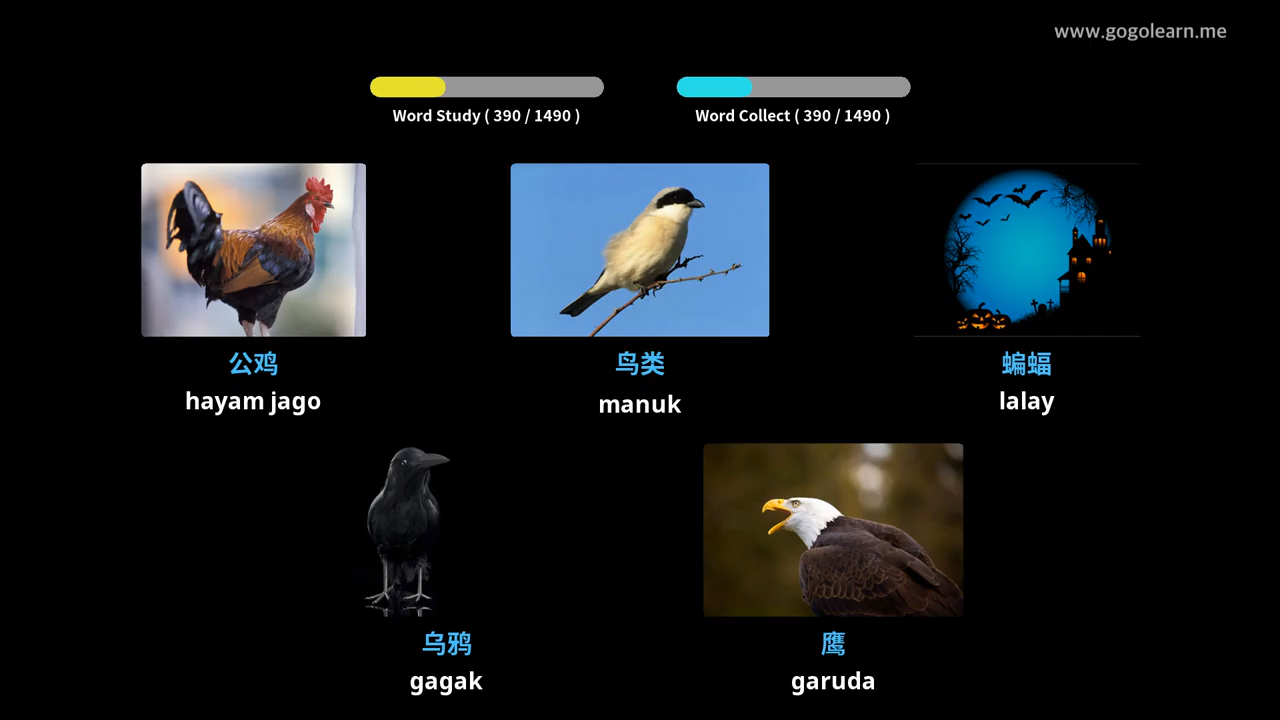 www.gogolearn.me
Word Study ( 390 / 1490 )
Word Collect ( 390 / 1490 )
公鸡
hayam jago
鸟类
manuk
蝙蝠
lalay
乌鸦
gagak
鹰
garuda